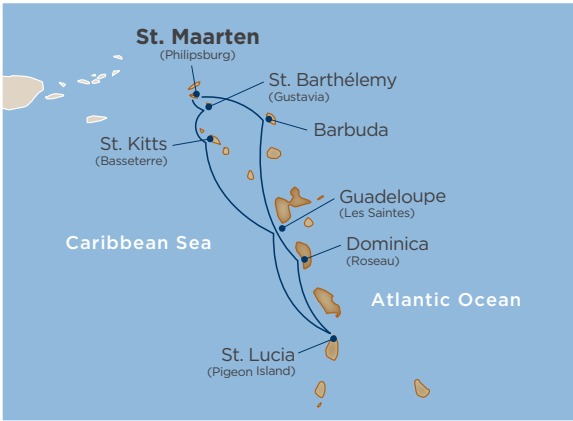 St. Maarten
(Philipsburg)
St. Barthélemy
(Gustavia)
Barbuda
St. Kitts
(Basseterre)
Guadeloupe
(Les Saintes)
Caribbean Sea
Dominica
(Roseau)
Atlantic Ocean
St. Lucia
(Pigeon Island)